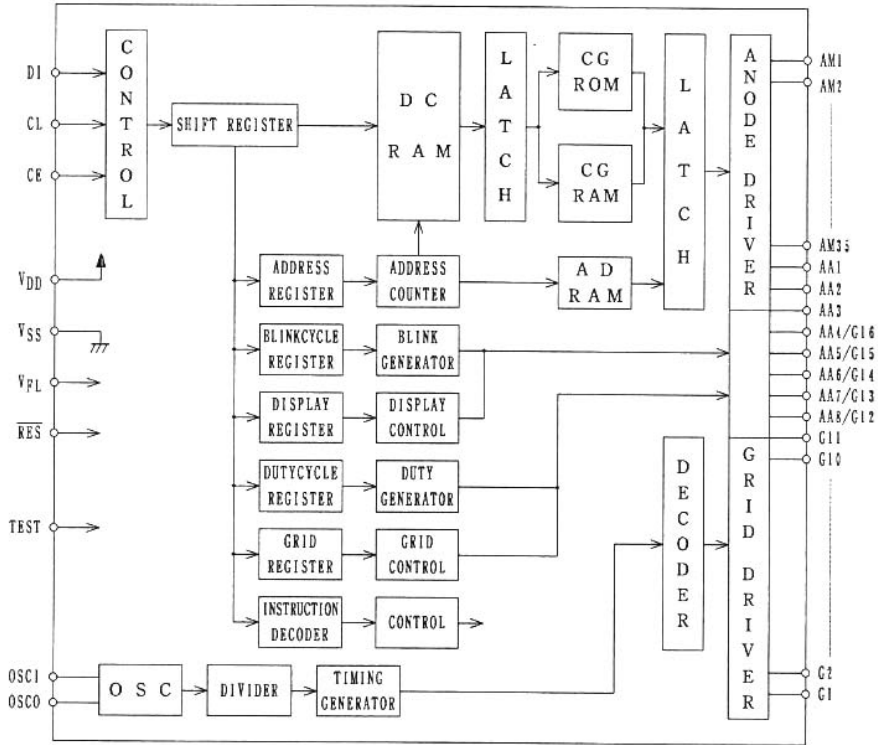 DI
CL
CE
VDD
VSS
VFL
RES
TEST
OSCI
OSCO
CONTROL
SHIFT REGISTER
DC
RAM
LATCH
CG
ROM
CG
RAM
LATCH
ANODE DRIVER
ADDRESS
REGISTER
ADDRESS
COUNTER
AD
RAM
BLINKCYCLE
REGISTER
BLINK
GENERATOR
DISPLAY
REGISTER
DISPLAY
CONTROL
DUTYCYCLE
REGISTER
DUTY
GENERATOR
GRID
REGISTER
GRID
CONTROL
INSTRUCTION
DECODER
CONTROL
OSC
DIVIDER
TIMING
GENERATOR
DECODER
GRID DRIVER
AM1
AM2
AM35
AA1
AA2
AA3
AA4/G16
AA5/G15
AA6/G14
AA7/G13
AA8/G12
G11
G10
G2
G1